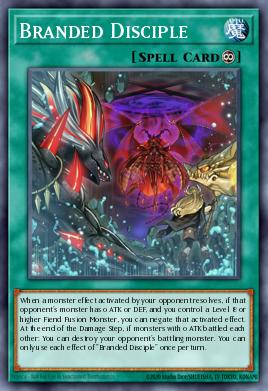 Branded Disciple
[Spell Card]
When a monster effect activated by your opponent resolves, if that
opponent's monster has 0 ATK or DEF, and you control a Level 8 or
higher Fiend Fusion Monster, you can negate that activated effect.
At the end of the Damage Step, if monsters with 0 ATK battled each
other: You can destroy your opponent's battling monster. You can
only use each effect of "Branded Disciple" once per turn.